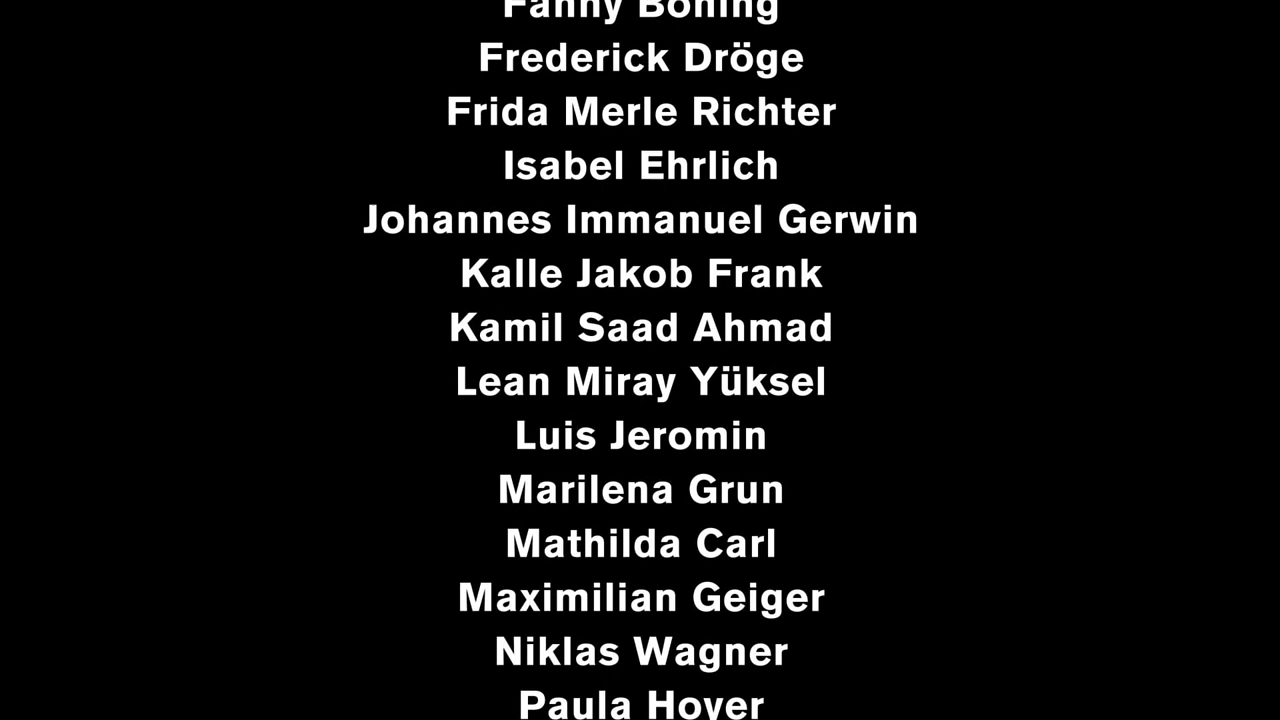 Fanny
Frederick Dröge
Frida Merle Richter
Isabel Ehrlich
Johannes Immanuel Gerwin
Kalle Jakob Frank
Kamil Saad Ahmad
Lean Miray Yüksel
Luis Jeromin
Marilena Grun
Mathilda Carl
Maximilian Geiger
Niklas Wagner
Paula Hoyer